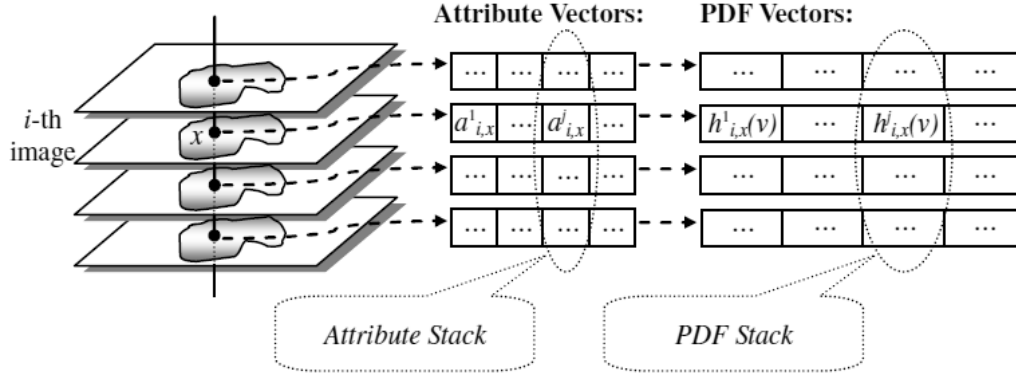 Attribute Vectors: PDF Vectors:
... ... ... ... ... ... ... ...
i-th
image
x
a¹i,x ... aʲi,x ... h¹i,x(v) ... hʲi,x(v) ...
... ... ... ... ... ... ... ...
... ... ... ... ... ... ... ...
Attribute Stack PDF Stack